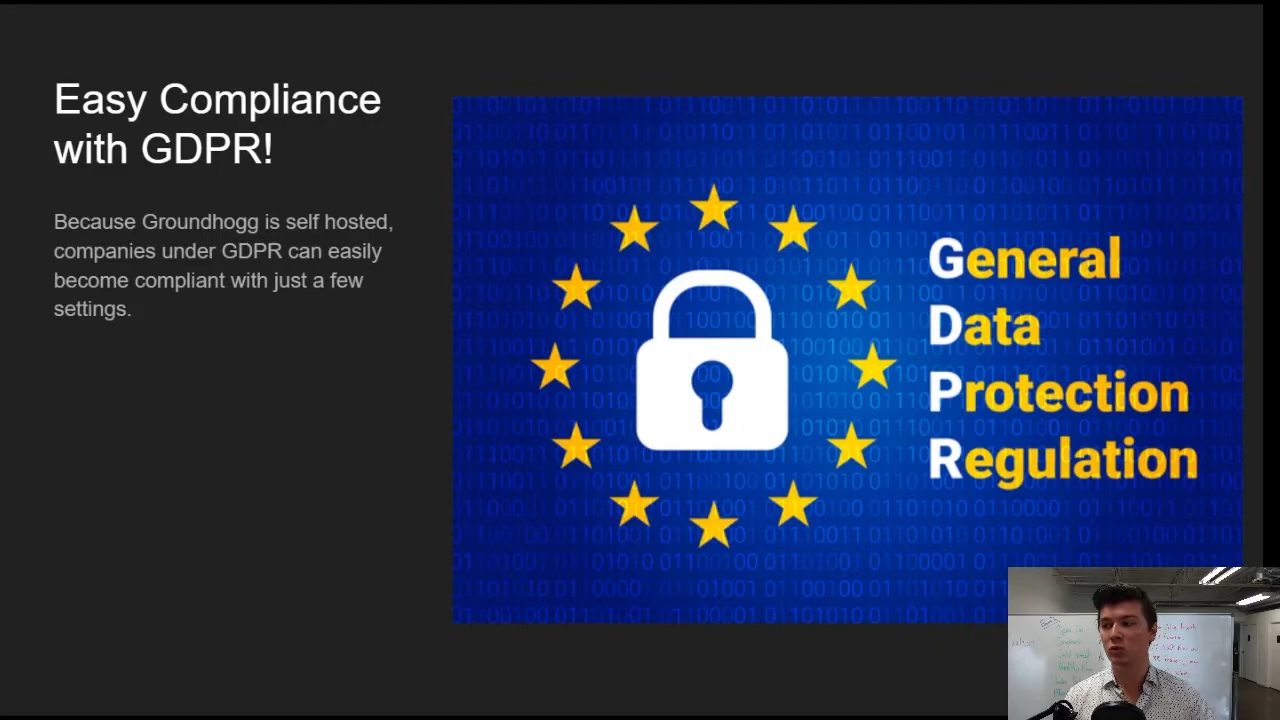 Easy Compliance
with GDPR!
Because Groundhogg is self hosted,
companies under GDPR can easily
become compliant with just a few
settings.
General
Data
Protection
Regulation